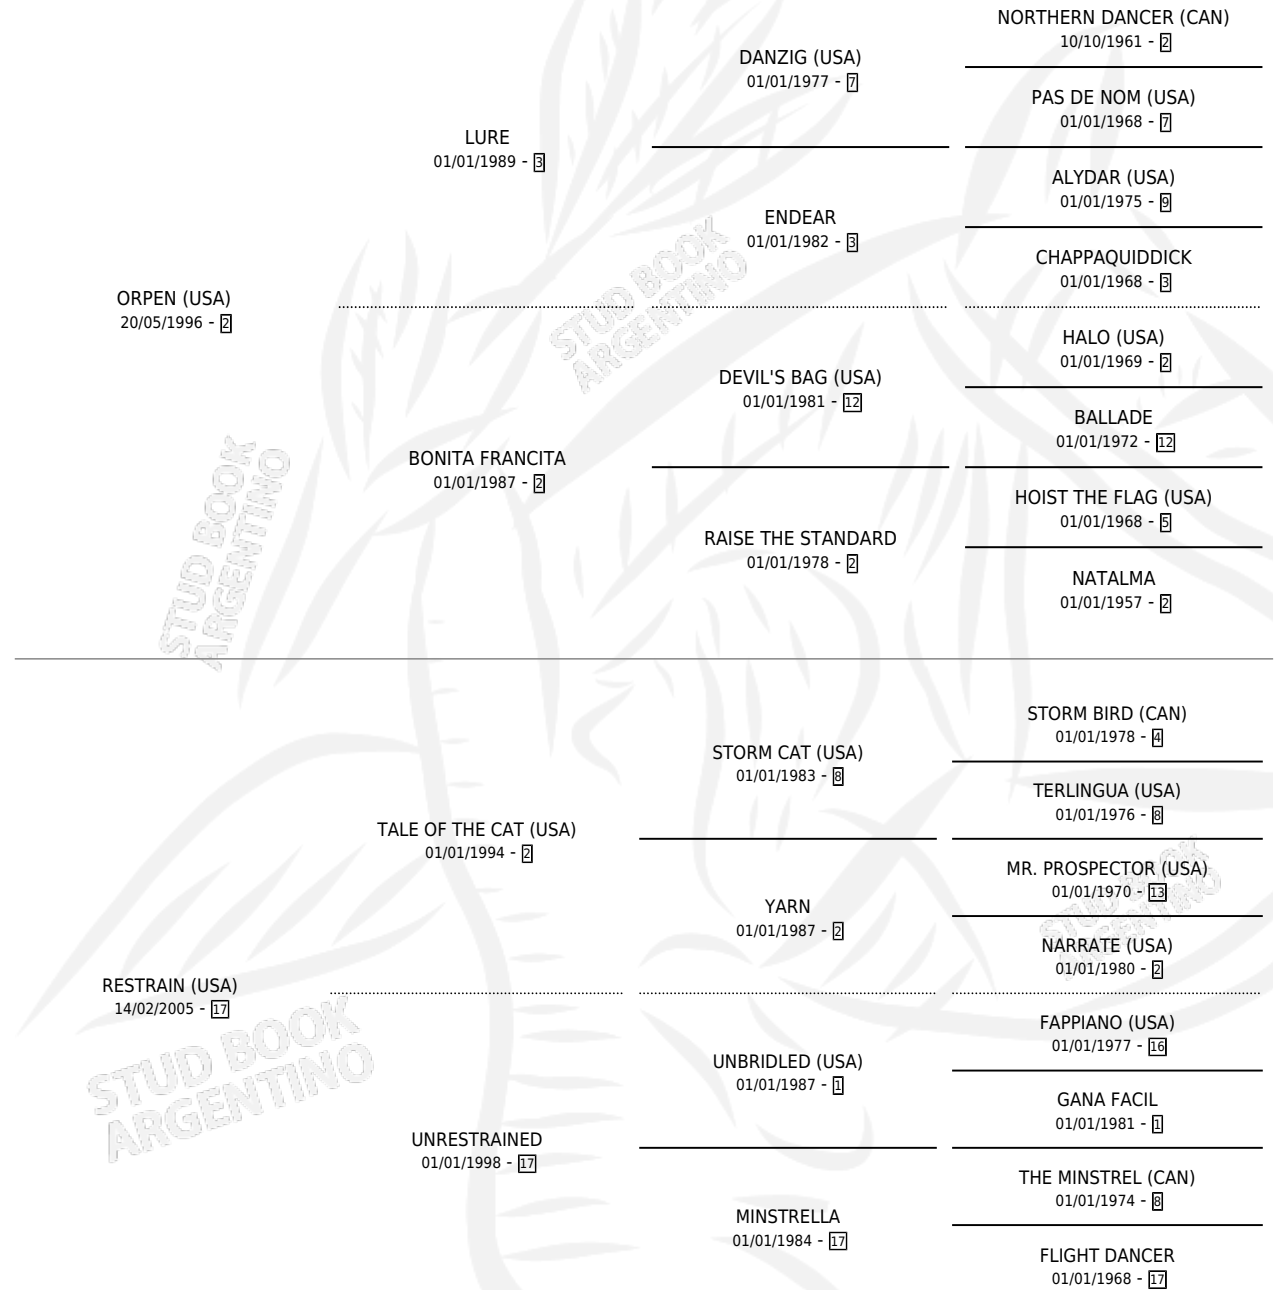 NORTHERN DANCER (CAN)
10/10/1961 - 2
DANZIG (USA)
01/01/1977 - 7
PAS DE NOM (USA)
01/01/1968 - 7
LURE
01/01/1989 - 3
ALYDAR (USA)
01/01/1975 - 9
ENDEAR
01/01/1982 - 3
CHAPPAQUIDDICK
01/01/1968 - 3
ORPEN (USA)
20/05/1996 - 2
STUD BOOK
ARGENTINO
HALO (USA)
01/01/1969 - 2
DEVIL'S BAG (USA)
01/01/1981 - 12
BALLADE
01/01/1972 - 12
BONITA FRANCITA
01/01/1987 - 2
HOIST THE FLAG (USA)
01/01/1968 - 5
RAISE THE STANDARD
01/01/1978 - 2
NATALMA
01/01/1957 - 2
STUD BOOK
ARGENTINO
STORM BIRD (CAN)
01/01/1978 - 4
STORM CAT (USA)
01/01/1983 - 8
TERLINGUA (USA)
01/01/1976 - 8
TALE OF THE CAT (USA)
01/01/1994 - 2
MR. PROSPECTOR (USA)
01/01/1970 - 13
YARN
01/01/1987 - 2
NARRATE (USA)
01/01/1980 - 2
STUD BOOK
ARGENTINO
RESTRAIN (USA)
14/02/2005 - 17
FAPPIANO (USA)
01/01/1977 - 16
UNBRIDLED (USA)
01/01/1987 - 1
GANA FACIL
01/01/1981 - 1
STUD BOOK
ARGENTINO
UNRESTRAINED
01/01/1998 - 17
THE MINSTREL (CAN)
01/01/1974 - 8
MINSTRELLA
01/01/1984 - 17
FLIGHT DANCER
01/01/1968 - 17